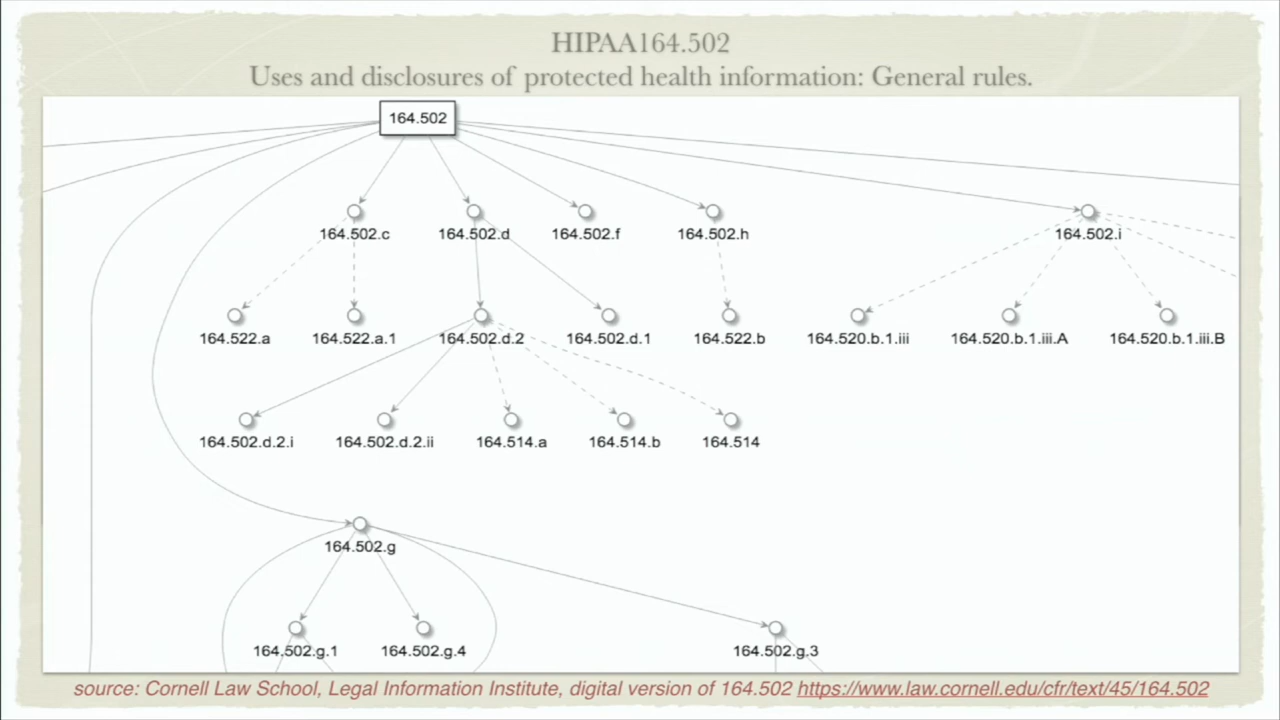 HIPAA164.502
Uses and disclosures of protected health information: General rules.
164.502
164.502.c
164.502.d
164.502.f
164.502.h
164.502.i
164.522.a
164.522.a.1
164.502.d.2
164.502.d.1
164.522.b
164.520.b.1.iii
164.520.b.1.iii.A
164.520.b.1.iii.B
164.502.d.2.i
164.502.d.2.ii
164.514.a
164.514.b
164.514
164.502.g
164.502.g.1
164.502.g.4
164.502.g.3
source: Cornell Law School, Legal Information Institute, digital version of 164.502 https://www.law.cornell.edu/cfr/text/45/164.502